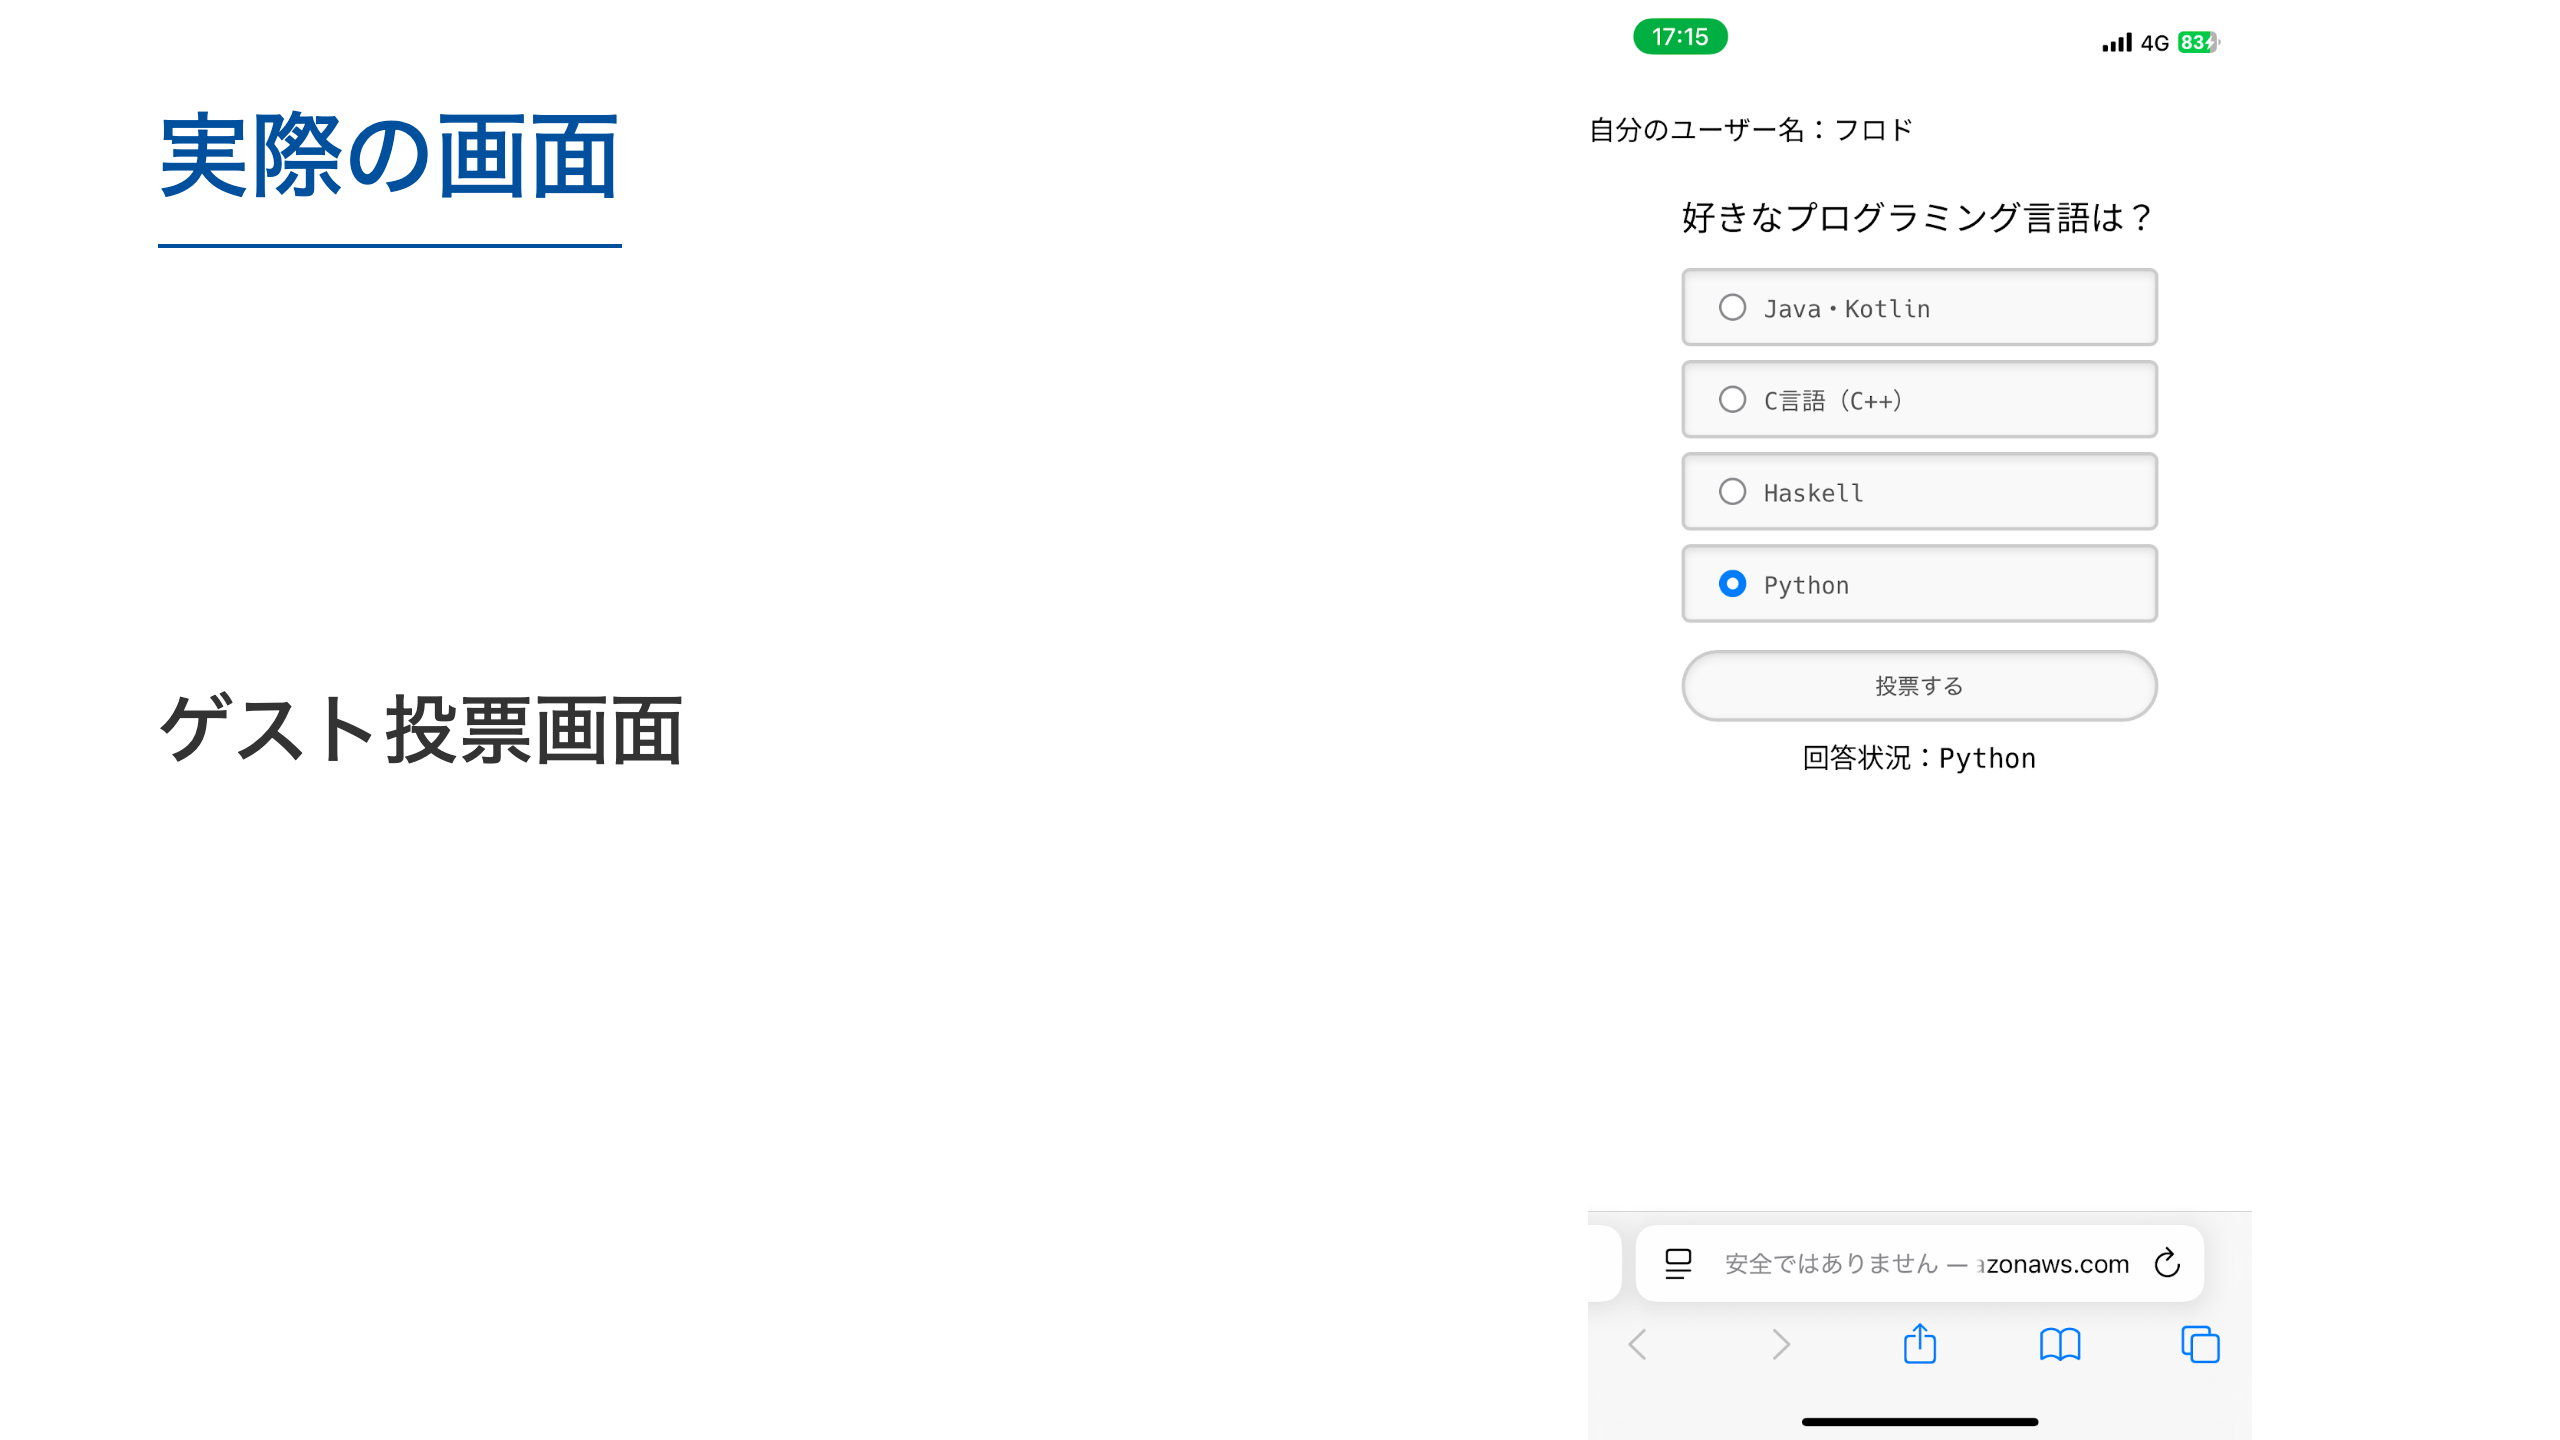 実際の画面
ゲスト投票画面
17:15
4G 83
自分のユーザー名：フロド
好きなプログラミング言語は？
Java・Kotlin
C言語（C++）
Haskell
Python
投票する
回答状況：Python
安全ではありません — azonaws.com